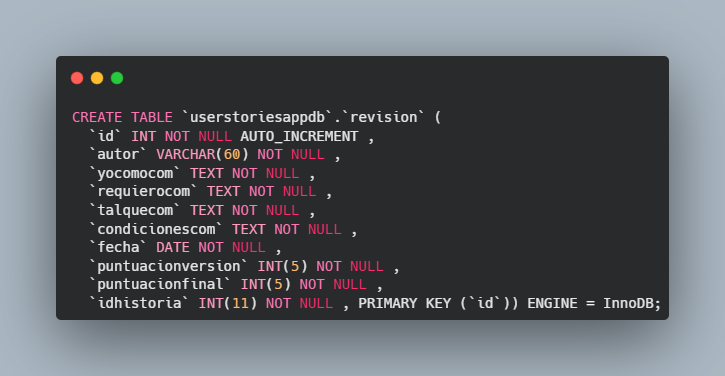 CREATE TABLE `userstoriesappdb`.`revision` (
`id` INT NOT NULL AUTO_INCREMENT ,
`autor` VARCHAR(60) NOT NULL ,
`yocomocom` TEXT NOT NULL ,
`requierocom` TEXT NOT NULL ,
`talquecom` TEXT NOT NULL ,
`condicionescom` TEXT NOT NULL ,
`fecha` DATE NOT NULL ,
`puntuacionversion` INT(5) NOT NULL ,
`puntuacionfinal` INT(5) NOT NULL ,
`idhistoria` INT(11) NOT NULL , PRIMARY KEY (`id`)) ENGINE = InnoDB;